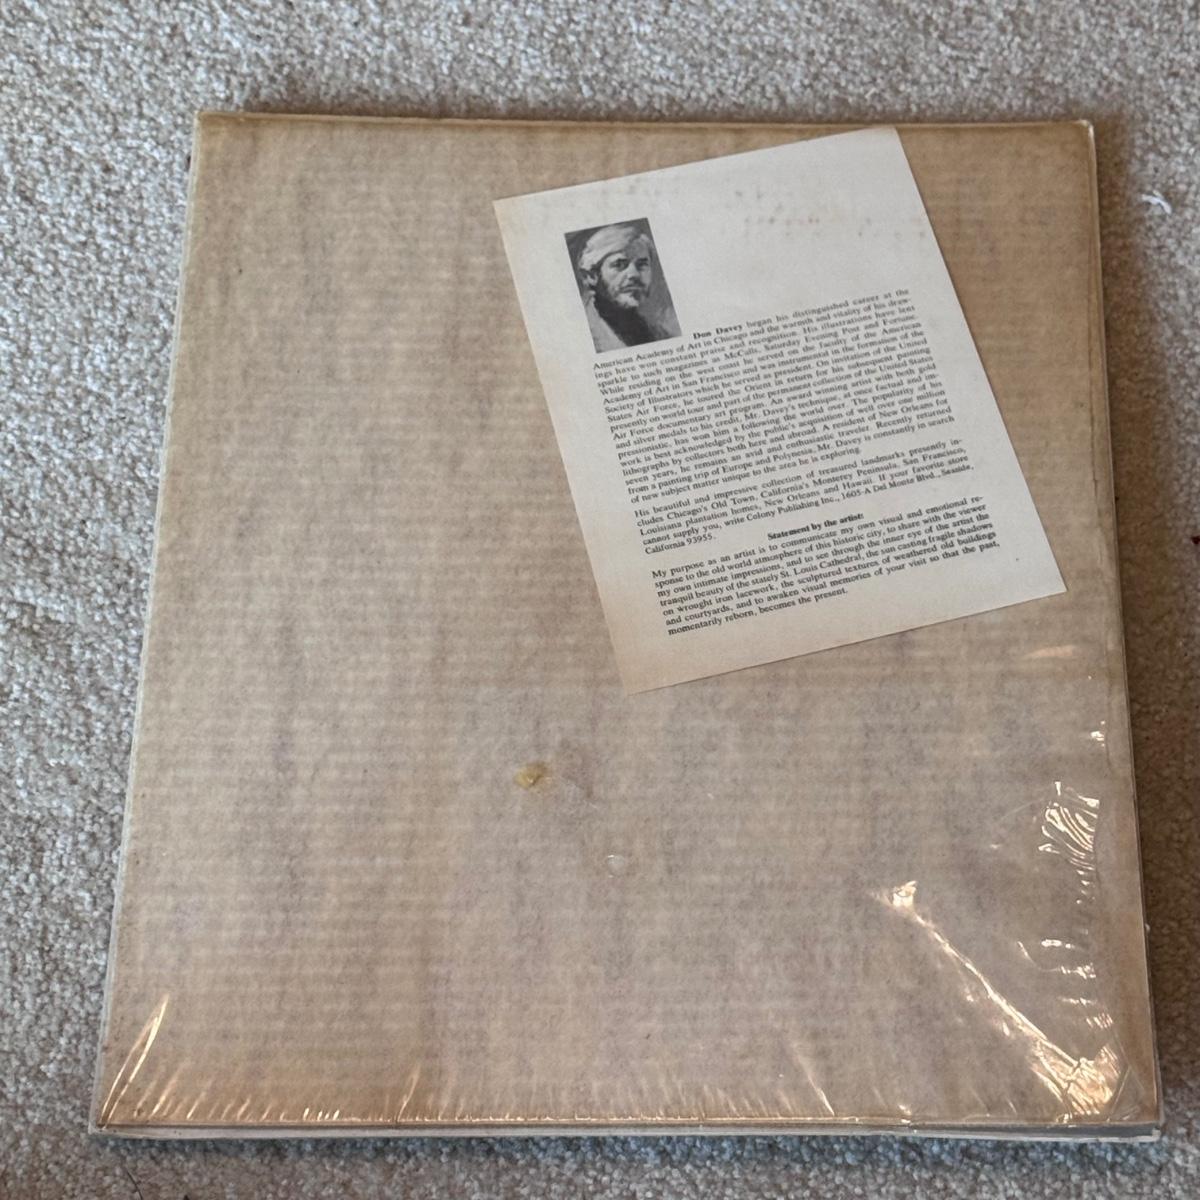 Don Davey began his distinguished career at the
American Academy of Art in Chicago and the warmth and vitality of his draw-
ings have won constant praise and recognition. His illustrations have lent
sparkle to such magazines as McCalls, Saturday Evening Post and Fortune.
While residing on the west coast he served on the faculty of the American
Academy of Art in San Francisco and was instrumental in the formation of the
Society of Illustrators which he served as president. On invitation of the United
States Air Force, he toured the Orient in return for his subsequent painting
presently on world tour and part of the permanent collection of the United States
Air Force documentary art program. An award winning artist with both gold
and silver medals to his credit, Mr. Davey's technique, at once factual and im-
pressionistic, has won him a following the world over. The popularity of his
work is best acknowledged by the public's acquisition of well over one million
lithographs by collectors both here and abroad. A resident of New Orleans for
seven years, he remains an avid and enthusiastic traveler. Recently returned
from a painting trip of Europe and Polynesia, Mr. Davey is constantly in search
of new subject matter unique to the area he is exploring.
His beautiful and impressive collection of treasured landmarks presently in-
cludes Chicago's Old Town, California's Monterey Peninsula, San Francisco,
Louisiana plantation homes, New Orleans and Hawaii. If your favorite store
cannot supply you, write Colony Publishing Inc., 1605-A Del Monte Blvd., Seaside,
California 93955.
Statement by the artist:
My purpose as an artist is to communicate my own visual and emotional re-
sponse to the old world atmosphere of this historic city, to share with the viewer
my own intimate impressions, and to see through the inner eye of the artist the
tranquil beauty of the stately St. Louis Cathedral, the sun casting fragile shadows
on wrought iron lacework, the sculptured textures of weathered old buildings
and courtyards, and to awaken visual memories of your visit so that the past,
momentarily reborn, becomes the present.